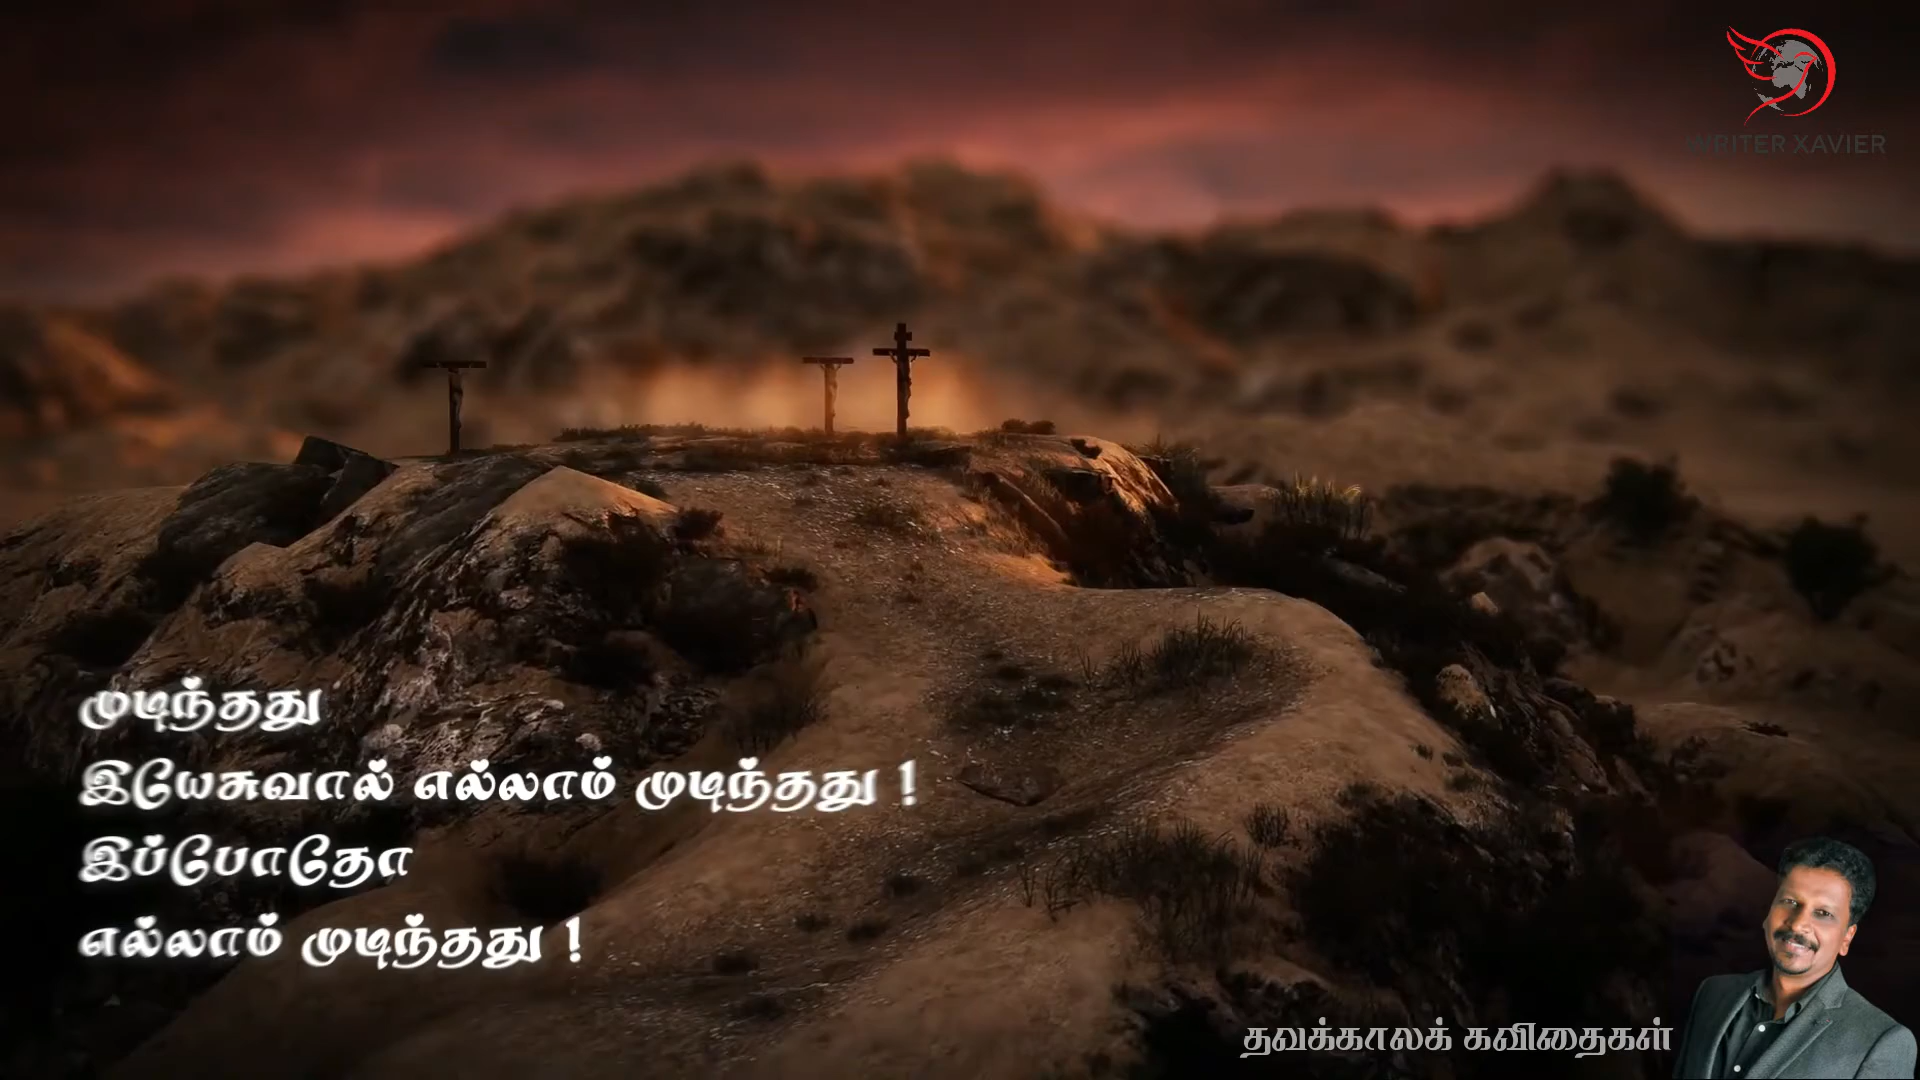 WRITER XAVIER
முடிந்தது
இயேசுவால் எல்லாம் முடிந்தது !
இப்போதோ
எல்லாம் முடிந்தது !
தவக்காலக் கவிதைகள்